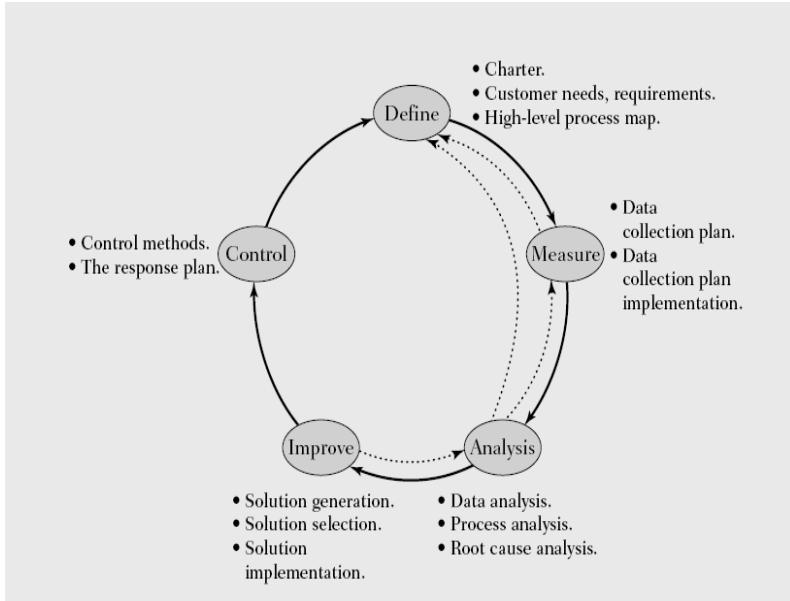 Define
• Charter.
• Customer needs, requirements.
• High-level process map.
Measure
• Data
collection plan.
• Data
collection plan
implementation.
Analysis
• Data analysis.
• Process analysis.
• Root cause analysis.
Improve
• Solution generation.
• Solution selection.
• Solution
implementation.
Control
• Control methods.
• The response plan.